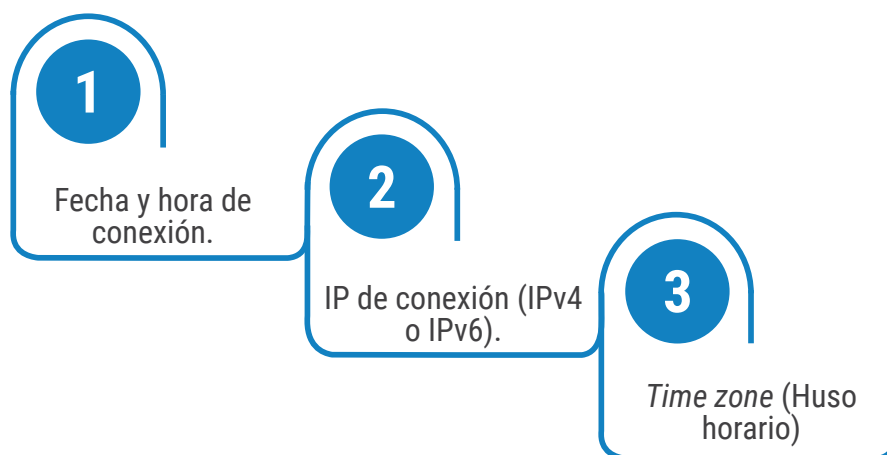 1
Fecha y hora de
conexión.
2
IP de conexión (IPv4
o IPv6).
3
Time zone (Huso
horario)